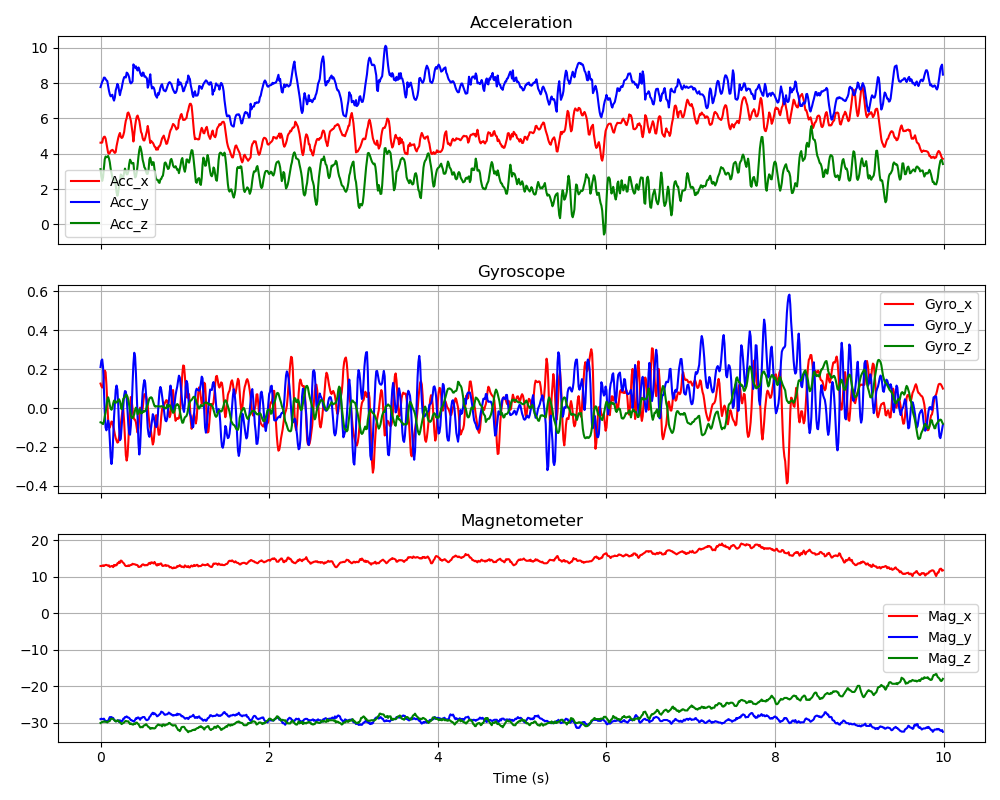 Acceleration
10
8
6
4
2
0
Acc_x
Acc_y
Acc_z
Gyroscope
0.6
0.4
0.2
0.0
−0.2
−0.4
Gyro_x
Gyro_y
Gyro_z
Magnetometer
20
10
0
−10
−20
−30
Mag_x
Mag_y
Mag_z
0 2 4 6 8 10
Time (s)